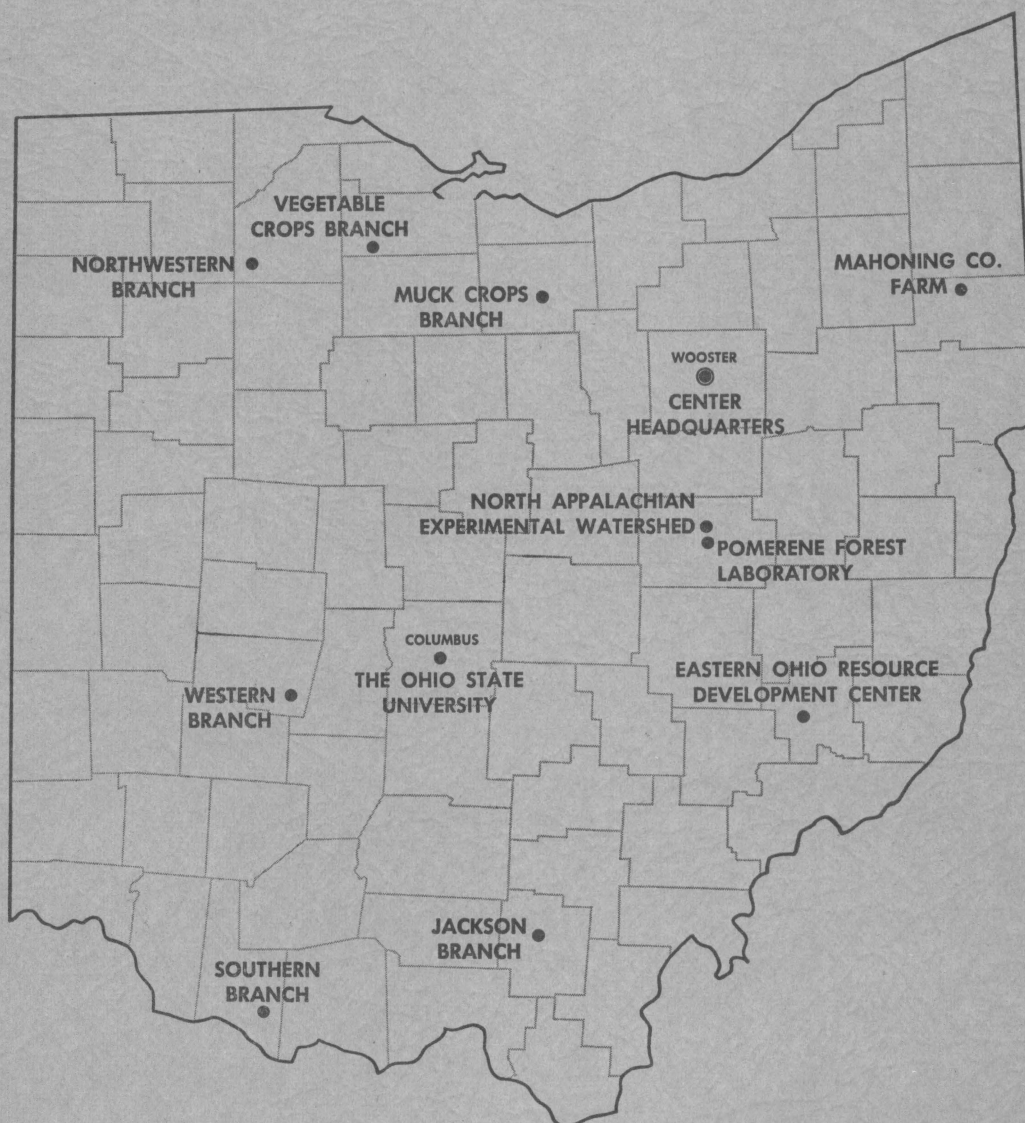 VEGETABLE
CROPS BRANCH
NORTHWESTERN
BRANCH
MUCK CROPS
BRANCH
MAHONING CO.
FARM
WOOSTER
CENTER
HEADQUARTERS
NORTH APPALACHIAN
EXPERIMENTAL WATERSHED
POMERENE FOREST
LABORATORY
COLUMBUS
THE OHIO STATE
UNIVERSITY
EASTERN OHIO RESOURCE
DEVELOPMENT CENTER
WESTERN
BRANCH
JACKSON
BRANCH
SOUTHERN
BRANCH